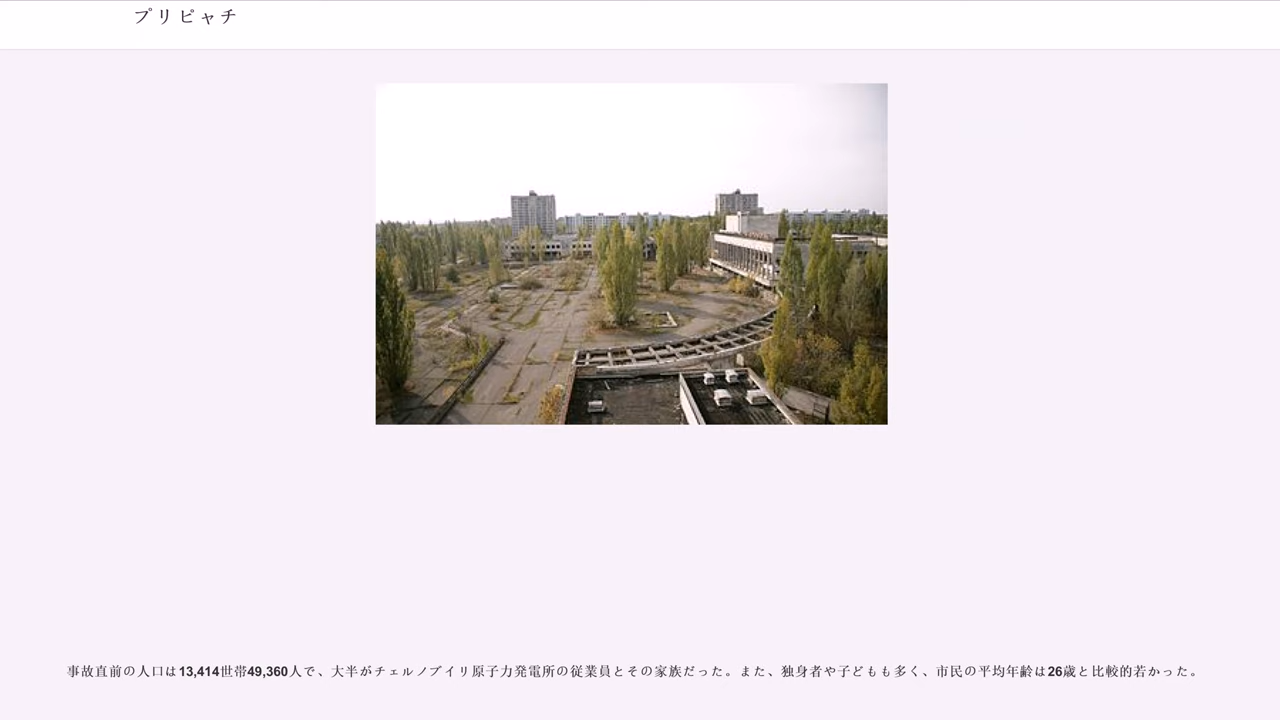 プリピャチ
事故直前の人口は13,414世帯49,360人で、大半がチェルノブイリ原子力発電所の従業員とその家族だった。また、独身者や子どもも多く、市民の平均年齢は26歳と比較的若かった。